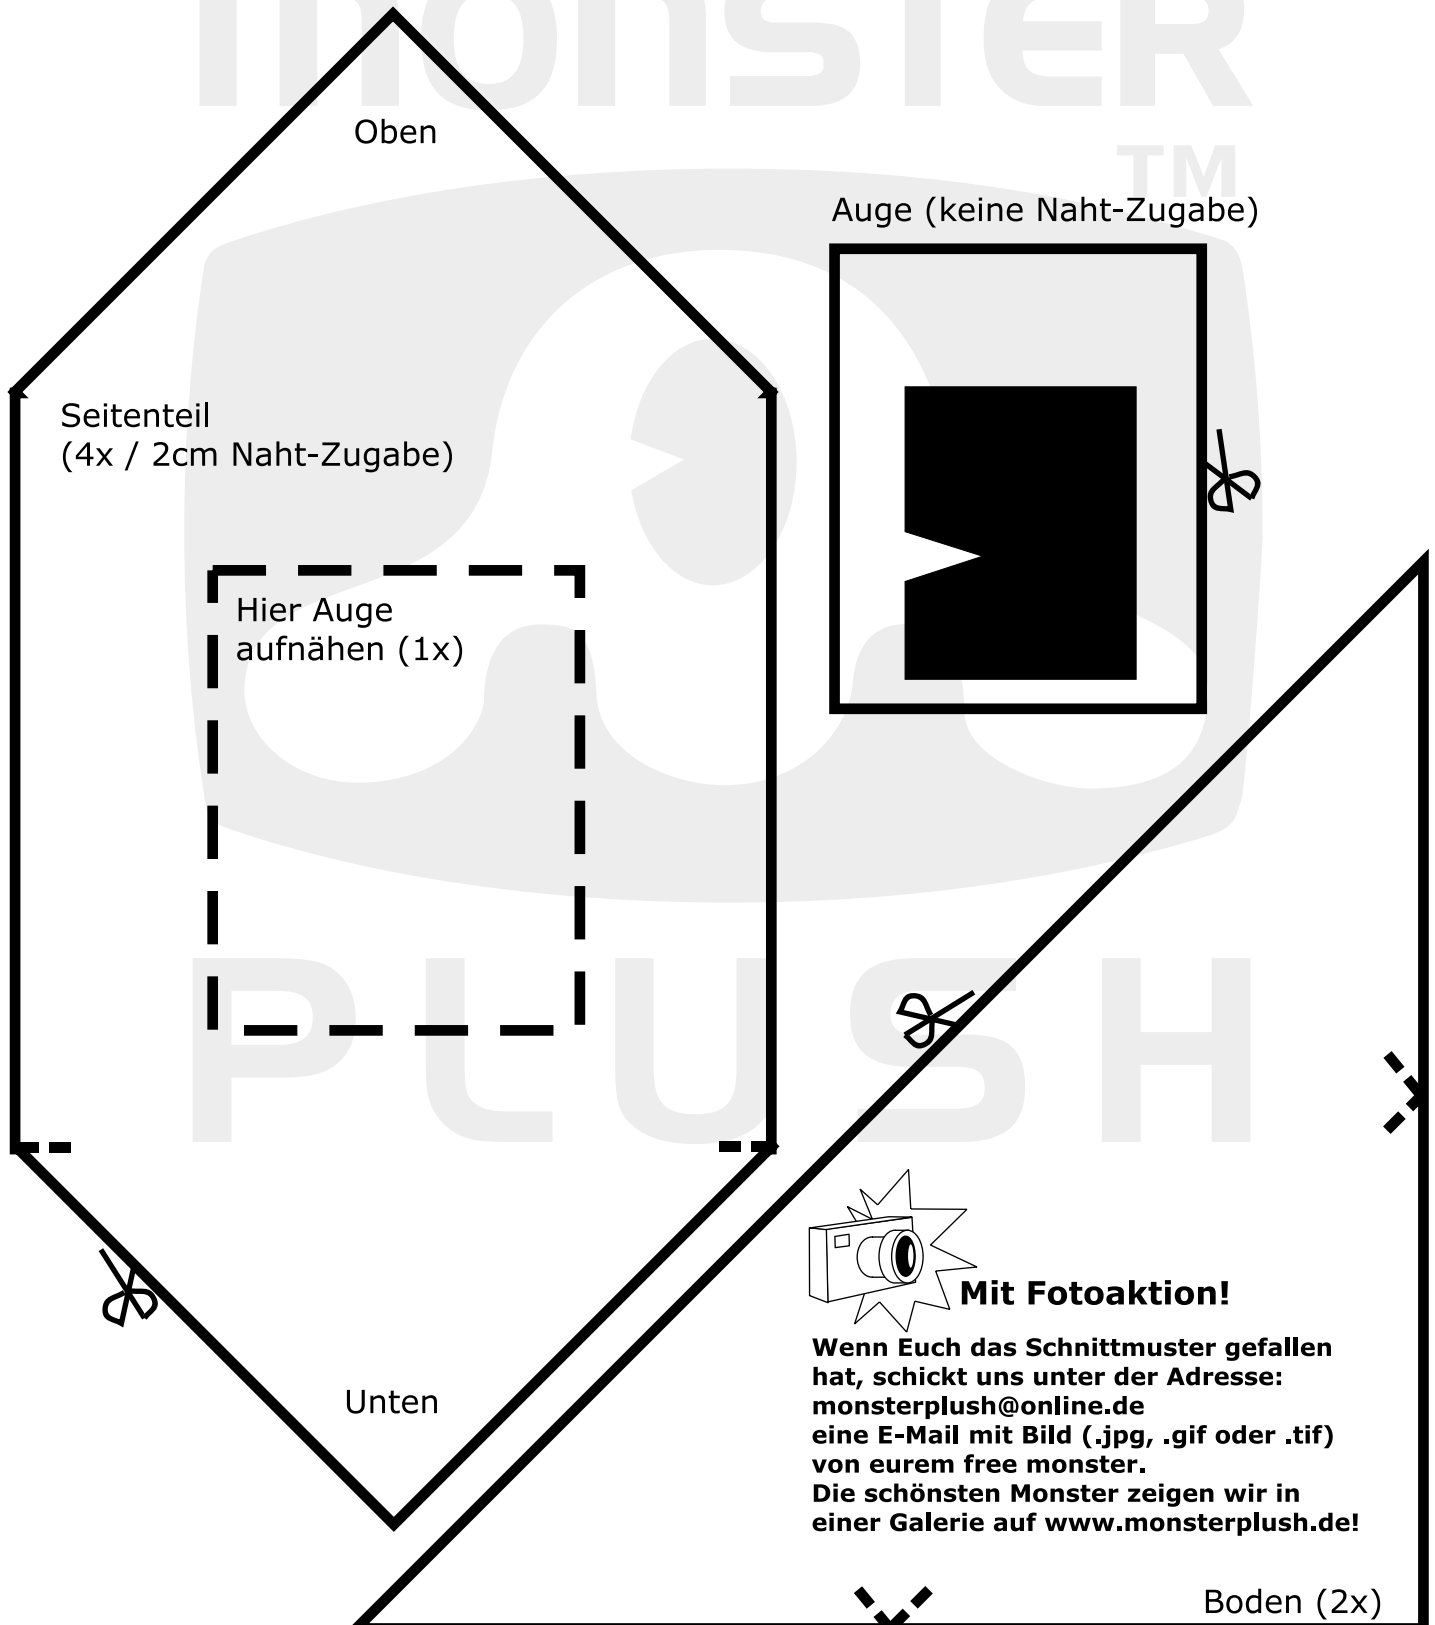 monsTER
TM
Oben
Auge (keine Naht-Zugabe)
Seitenteil
(4x / 2cm Naht-Zugabe)
Hier Auge
aufnähen (1x)
PLUSH
Mit Fotoaktion!
Wenn Euch das Schnittmuster gefallen
hat, schickt uns unter der Adresse:
monsterplush@online.de
eine E-Mail mit Bild (.jpg, .gif oder .tif)
von eurem free monster.
Die schönsten Monster zeigen wir in
einer Galerie auf www.monsterplush.de!
Unten
Boden (2x)